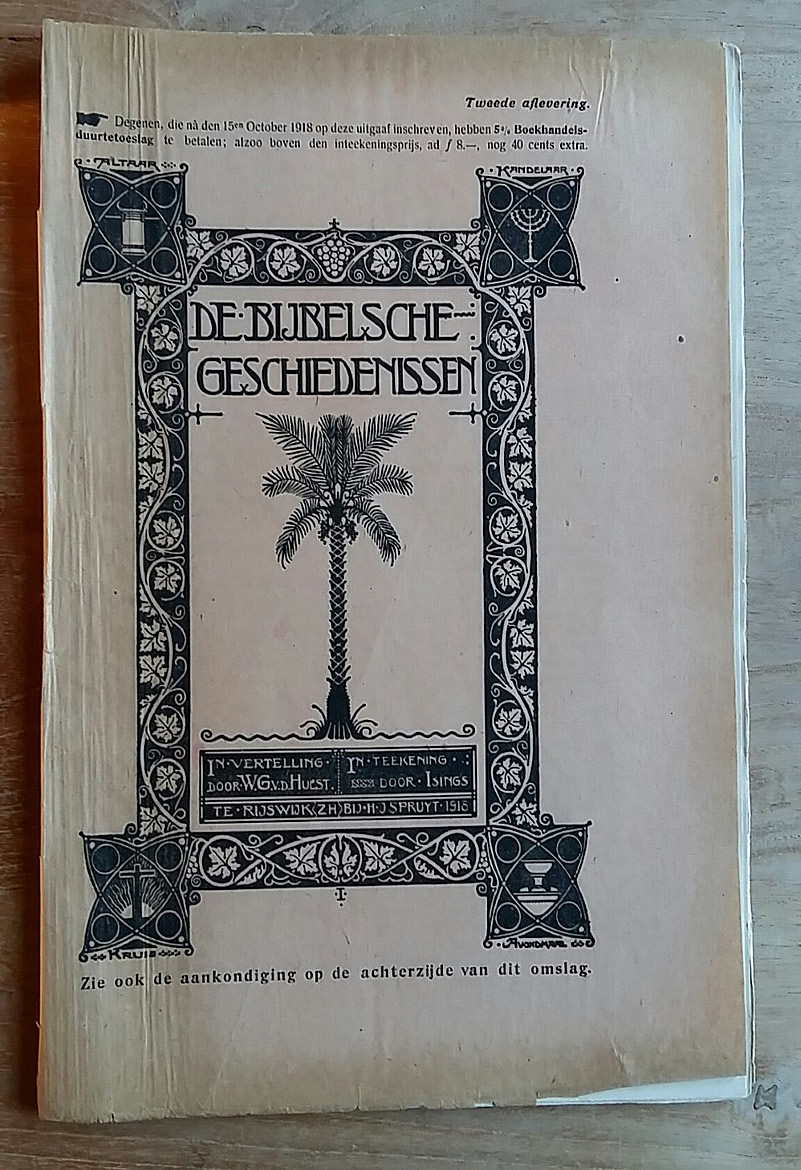 Tweede aflevering.
Degenen, die nà den 15en October 1918 op deze uitgaaf inschreven, hebben 5% Boekhandels-
duurtetoeslag te betalen; alzoo boven den inteekeningsprijs, ad ƒ 8.—, nog 40 cents extra.
ALTAAR
KANDELAAR
DE·BIJBELSCHE
GESCHIEDENISSEN
IN·VERTELLING·
DOOR·W.G.V.D.HULST.
IN·TEEKENING·
DOOR·ISINGS
TE·RIJSWIJK(ZH)BIJ·H·J·SPRUYT·1918
KRUIS
AVONDMAAL
Zie ook de aankondiging op de achterzijde van dit omslag.